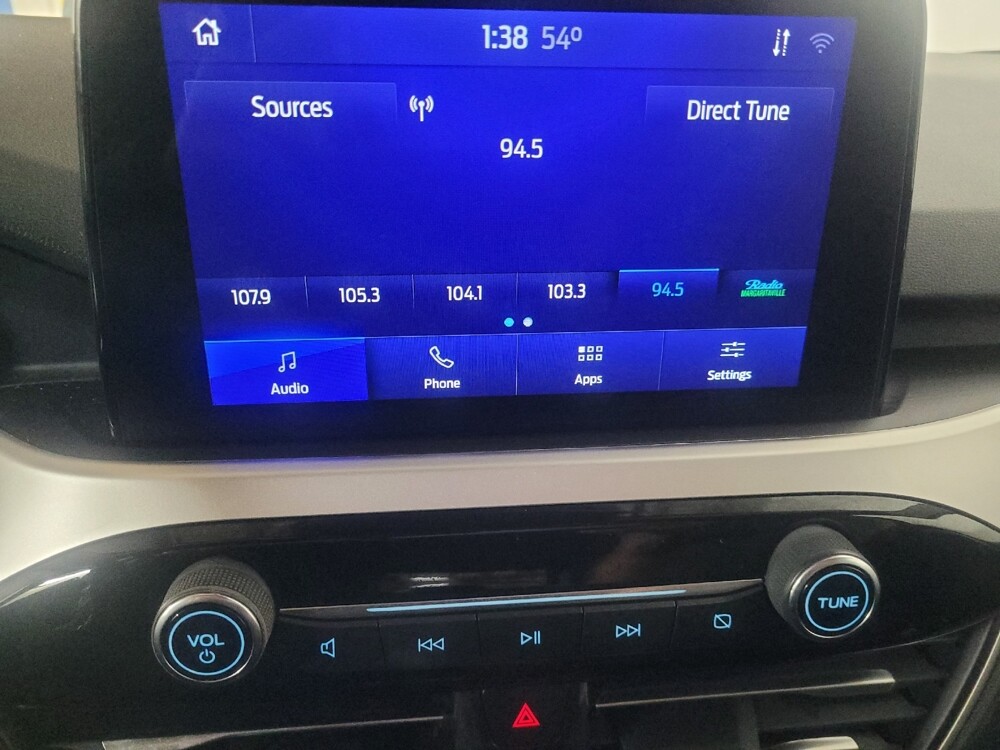 1:38 54°
Sources
Direct Tune
94.5
107.9 105.3 104.1 103.3 94.5 Radio
MARGARITAVILLE
Audio Phone Apps Settings
VOL
TUNE